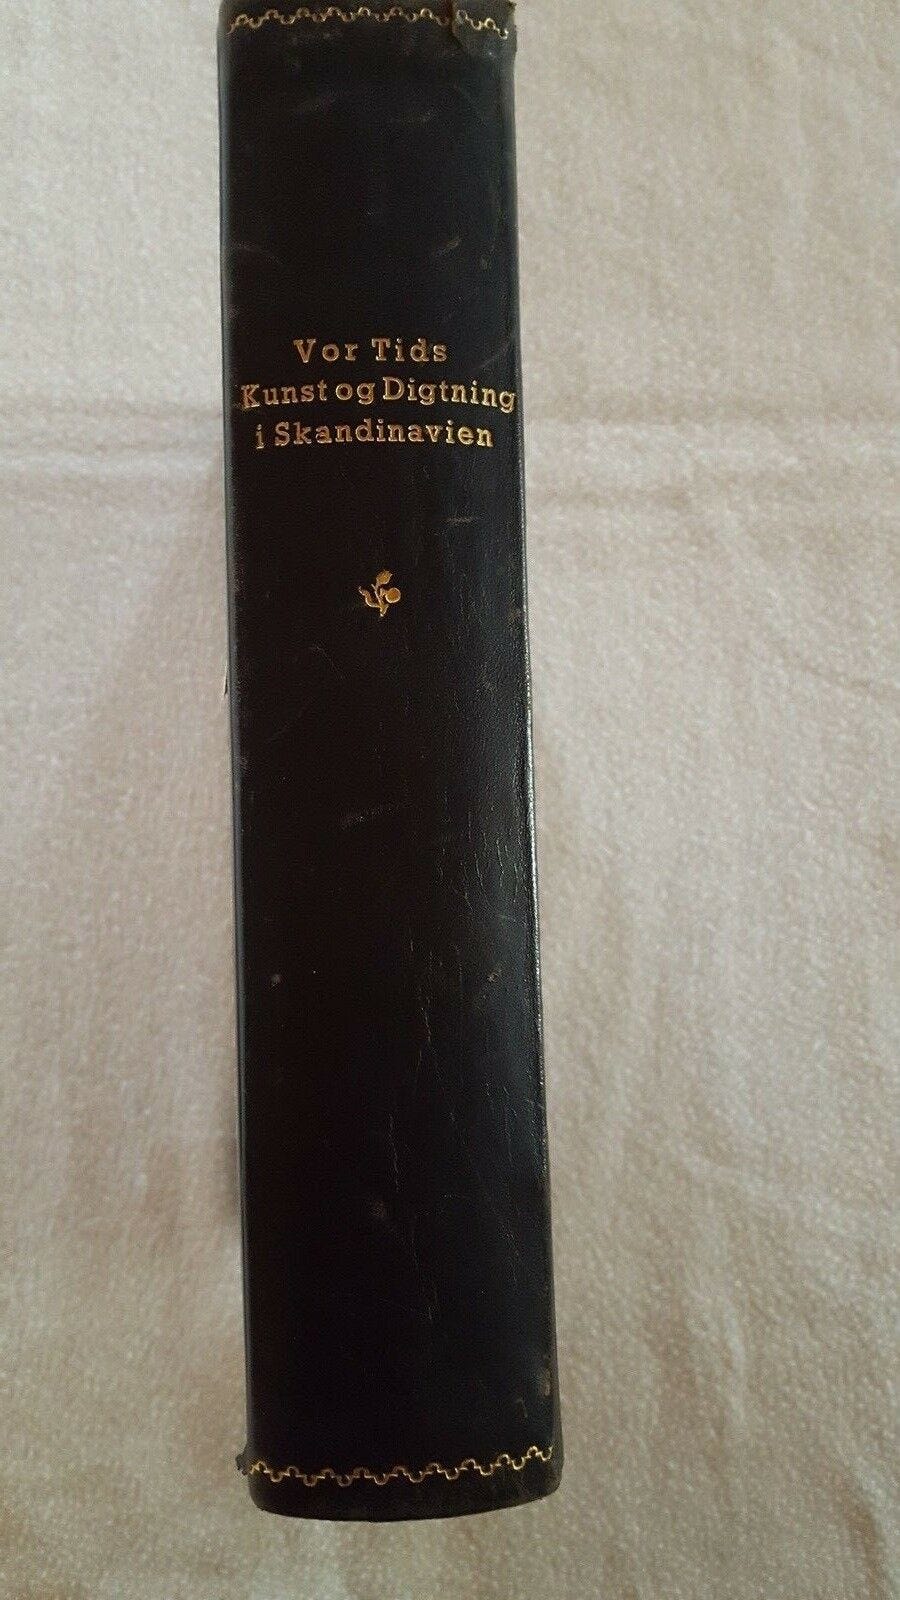 Vor Tids
Kunst og Digtning
i Skandinavien